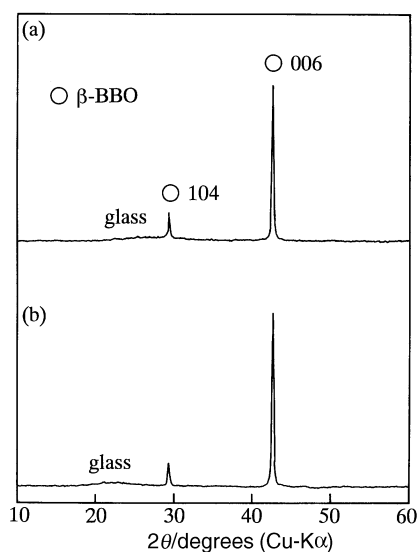 (a)
○ 006
○ β-BBO
○ 104
glass
(b)
glass
10 20 30 40 50 60
2θ/degrees (Cu-Kα)